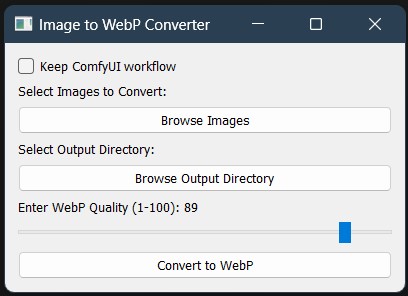 Image to WebP Converter
Keep ComfyUI workflow
Select Images to Convert:
Browse Images
Select Output Directory:
Browse Output Directory
Enter WebP Quality (1-100): 89
Convert to WebP